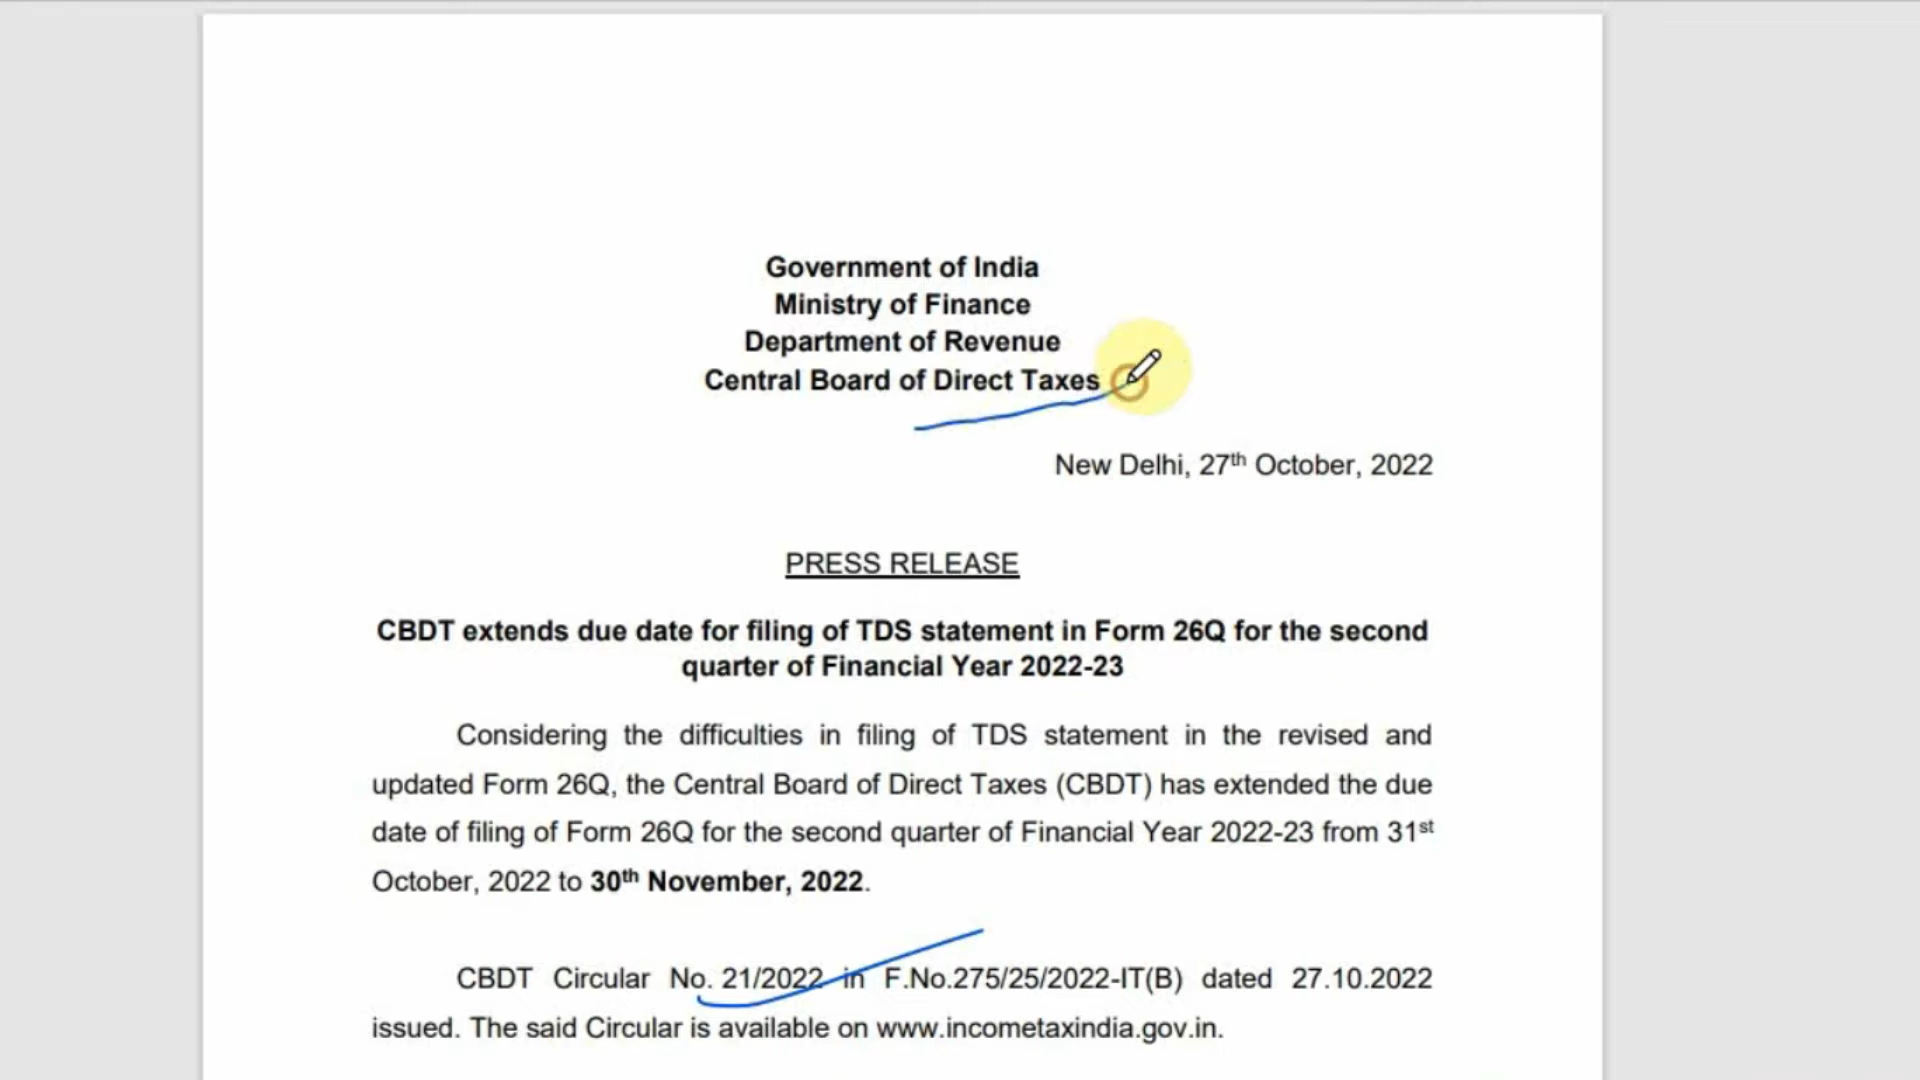 Government of India
Ministry of Finance
Department of Revenue
Central Board of Direct Taxes
New Delhi, 27th October, 2022
PRESS RELEASE
CBDT extends due date for filing of TDS statement in Form 26Q for the second
quarter of Financial Year 2022-23
Considering the difficulties in filing of TDS statement in the revised and
updated Form 26Q, the Central Board of Direct Taxes (CBDT) has extended the due
date of filing of Form 26Q for the second quarter of Financial Year 2022-23 from 31st
October, 2022 to 30th November, 2022.
CBDT Circular No. 21/2022 in F.No.275/25/2022-IT(B) dated 27.10.2022
issued. The said Circular is available on www.incometaxindia.gov.in.